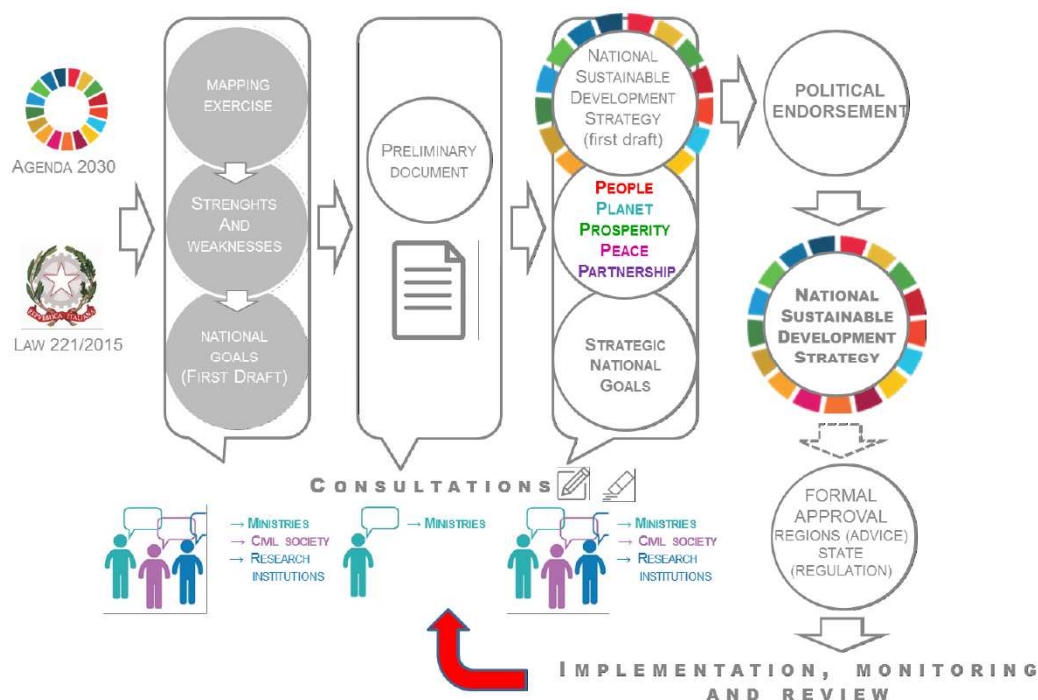 AGENDA 2030
LAW 221/2015
MAPPING
EXERCISE
STRENGHTS
AND
WEAKNESSES
NATIONAL
GOALS
(FIRST DRAFT)
PRELIMINARY
DOCUMENT
NATIONAL
SUSTAINABLE
DEVELOPMENT
STRATEGY
(first draft)
PEOPLE
PLANET
PROSPERITY
PEACE
PARTNERSHIP
STRATEGIC
NATIONAL
GOALS
POLITICAL
ENDORSEMENT
NATIONAL
SUSTAINABLE
DEVELOPMENT
STRATEGY
FORMAL
APPROVAL
REGIONS (ADVICE)
STATE
(REGULATION)
CONSULTATIONS
→ MINISTRIES
→ CIVIL SOCIETY
→ RESEARCH
INSTITUTIONS
→ MINISTRIES
→ MINISTRIES
→ CIVIL SOCIETY
→ RESEARCH
INSTITUTIONS
IMPLEMENTATION, MONITORING
AND REVIEW